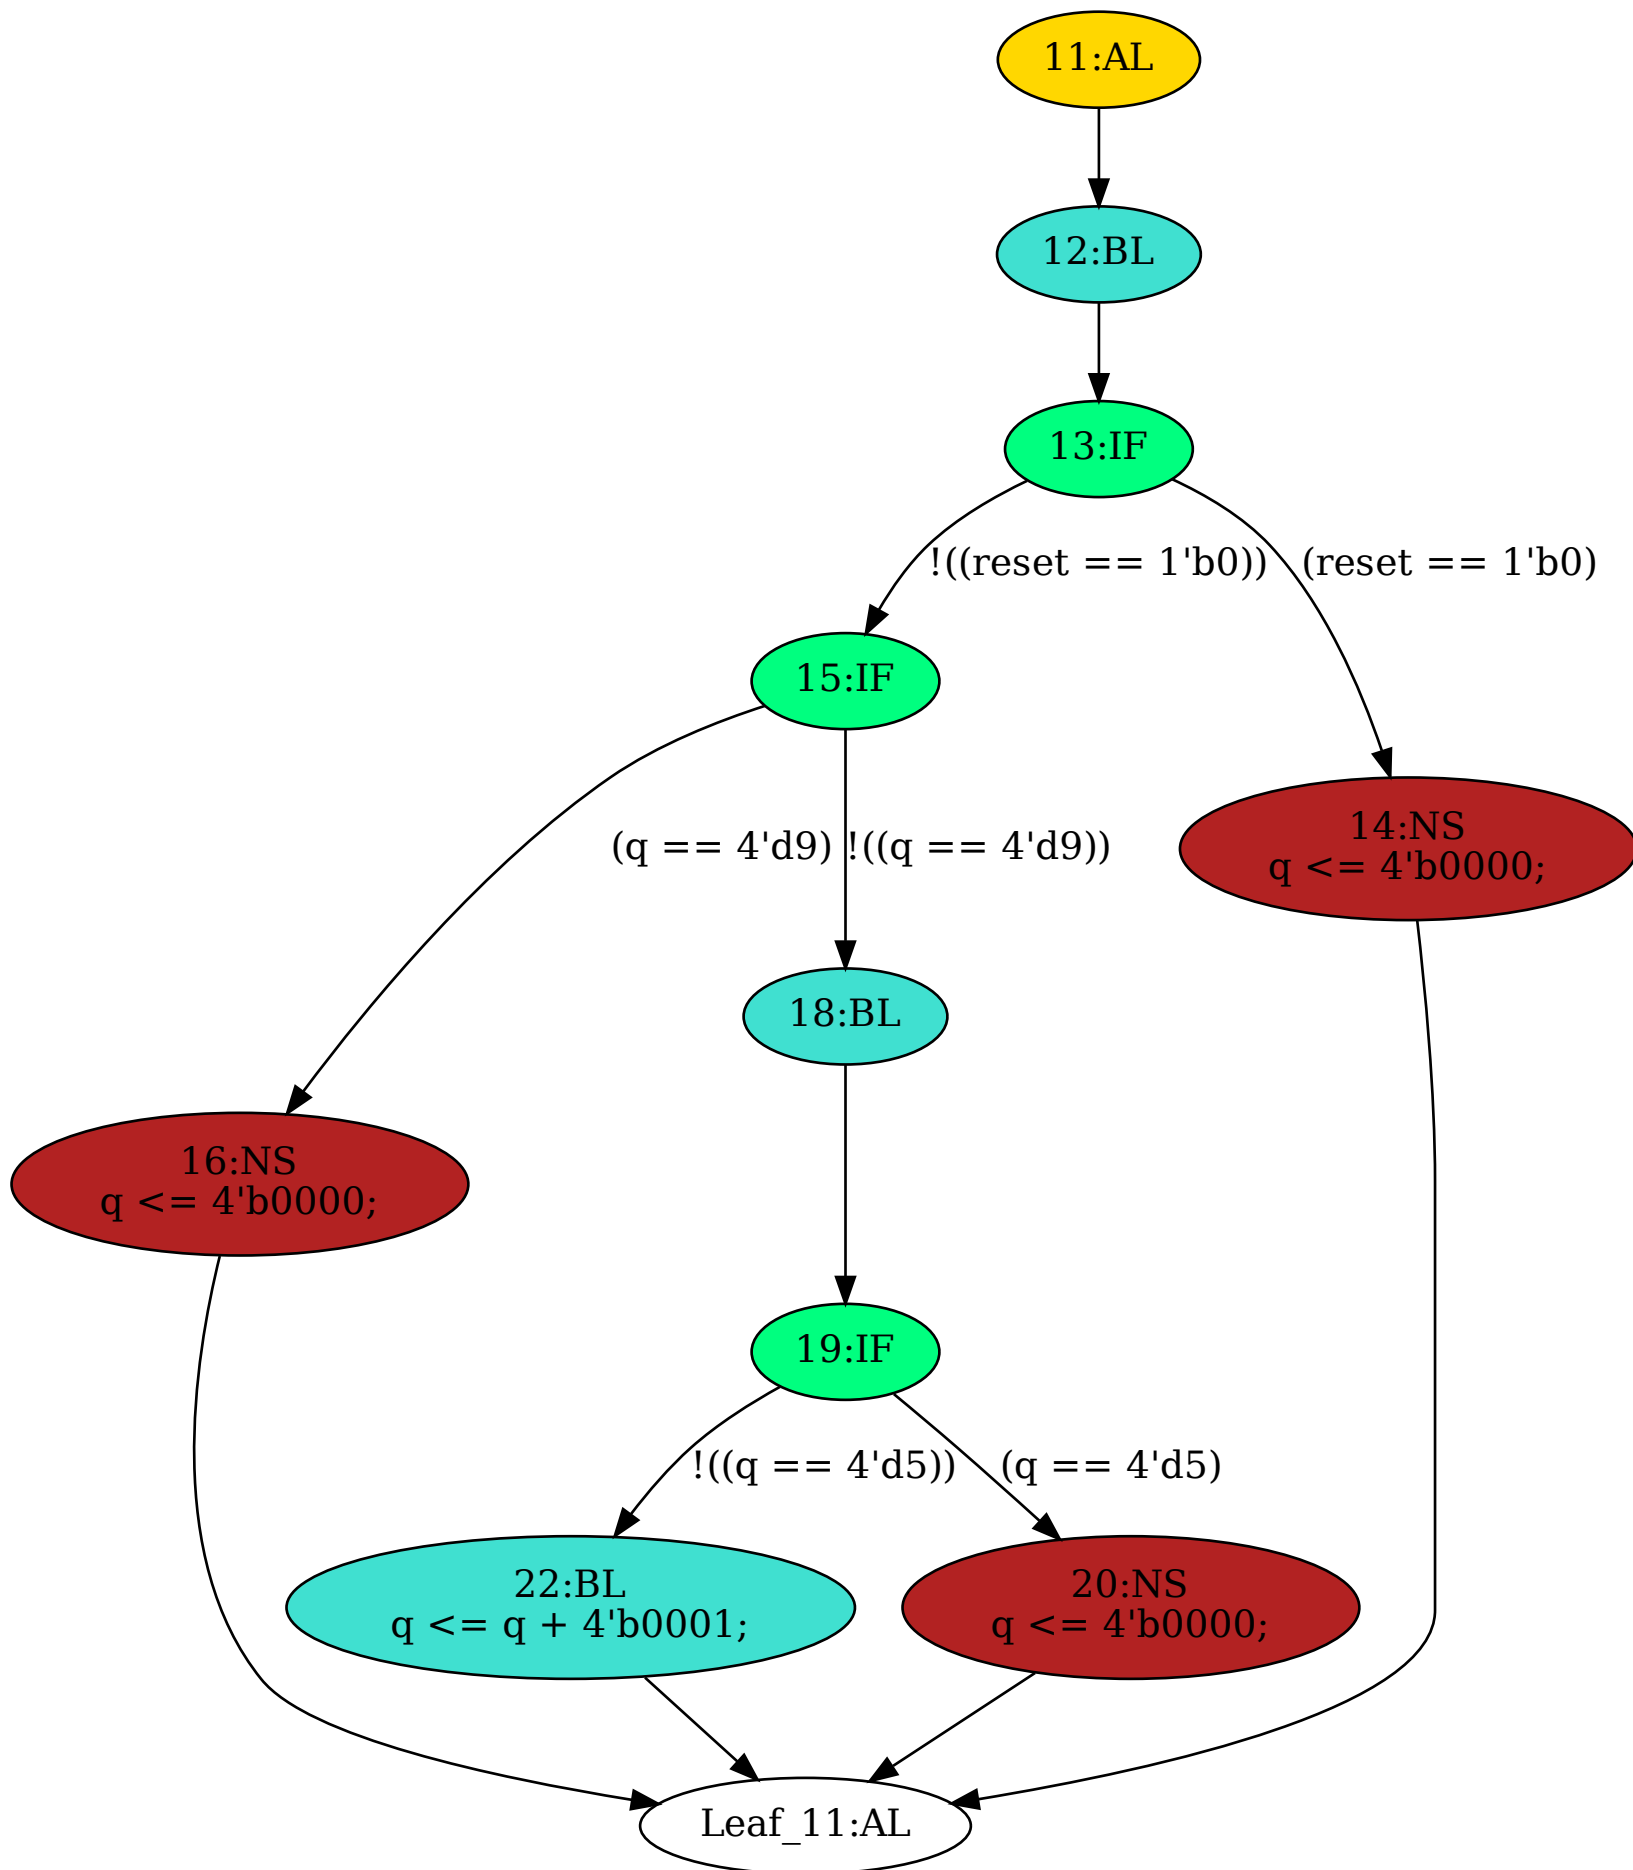 11:AL
12:BL
13:IF
!((reset == 1'b0))
(reset == 1'b0)
15:IF
14:NS
q <= 4'b0000;
(q == 4'd9)
!((q == 4'd9))
18:BL
16:NS
q <= 4'b0000;
19:IF
!((q == 4'd5))
(q == 4'd5)
22:BL
q <= q + 4'b0001;
20:NS
q <= 4'b0000;
Leaf_11:AL